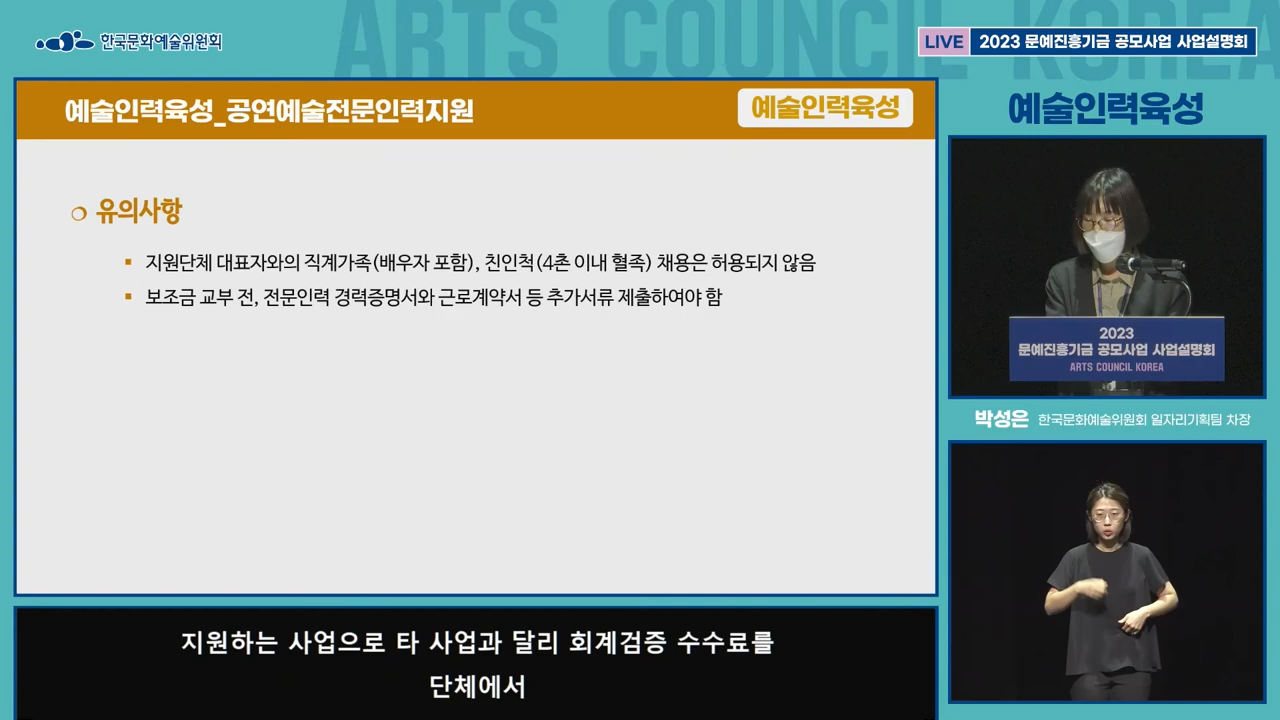 ARTS COUNCIL KOREA
한국문화예술위원회
LIVE 2023 문예진흥기금 공모사업 사업설명회
예술인력육성_공연예술전문인력지원
예술인력육성
예술인력육성
❍ 유의사항
▪ 지원단체 대표자와의 직계가족(배우자 포함), 친인척(4촌 이내 혈족) 채용은 허용되지 않음
▪ 보조금 교부 전, 전문인력 경력증명서와 근로계약서 등 추가서류 제출하여야 함
2023
문예진흥기금 공모사업 사업설명회
ARTS COUNCIL KOREA
박성은 한국문화예술위원회 일자리기획팀 차장
지원하는 사업으로 타 사업과 달리 회계검증 수수료를
단체에서